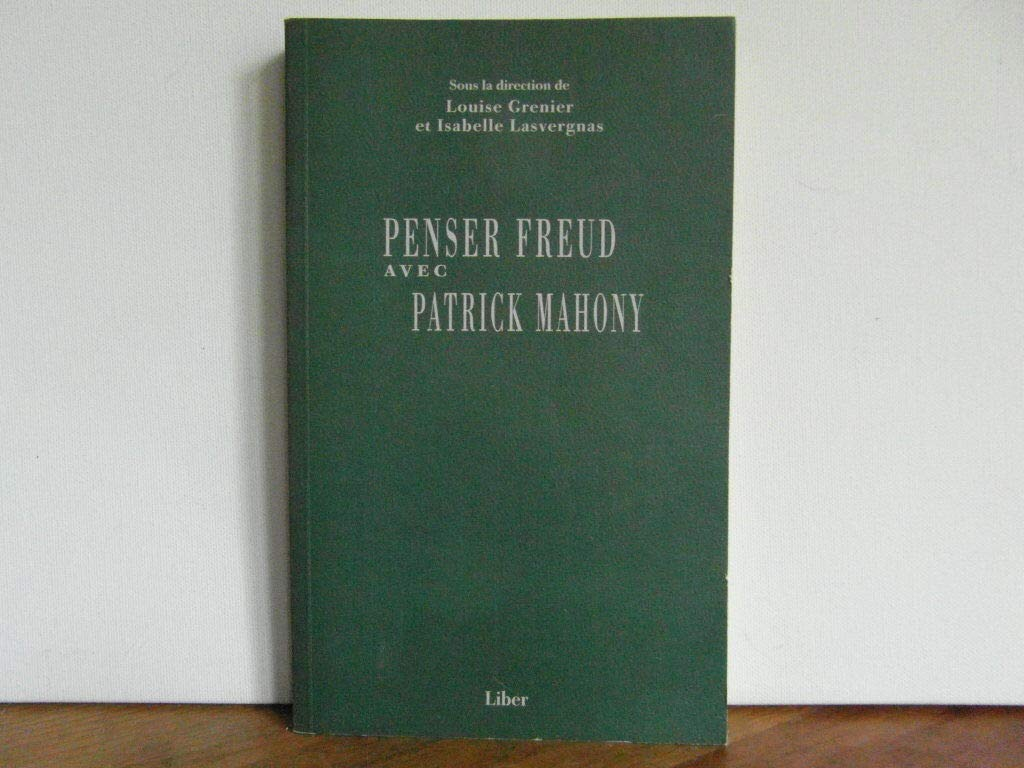 Sous la direction de
Louise Grenier
et Isabelle Lasvergnas
PENSER FREUD
AVEC
PATRICK MAHONY
Liber